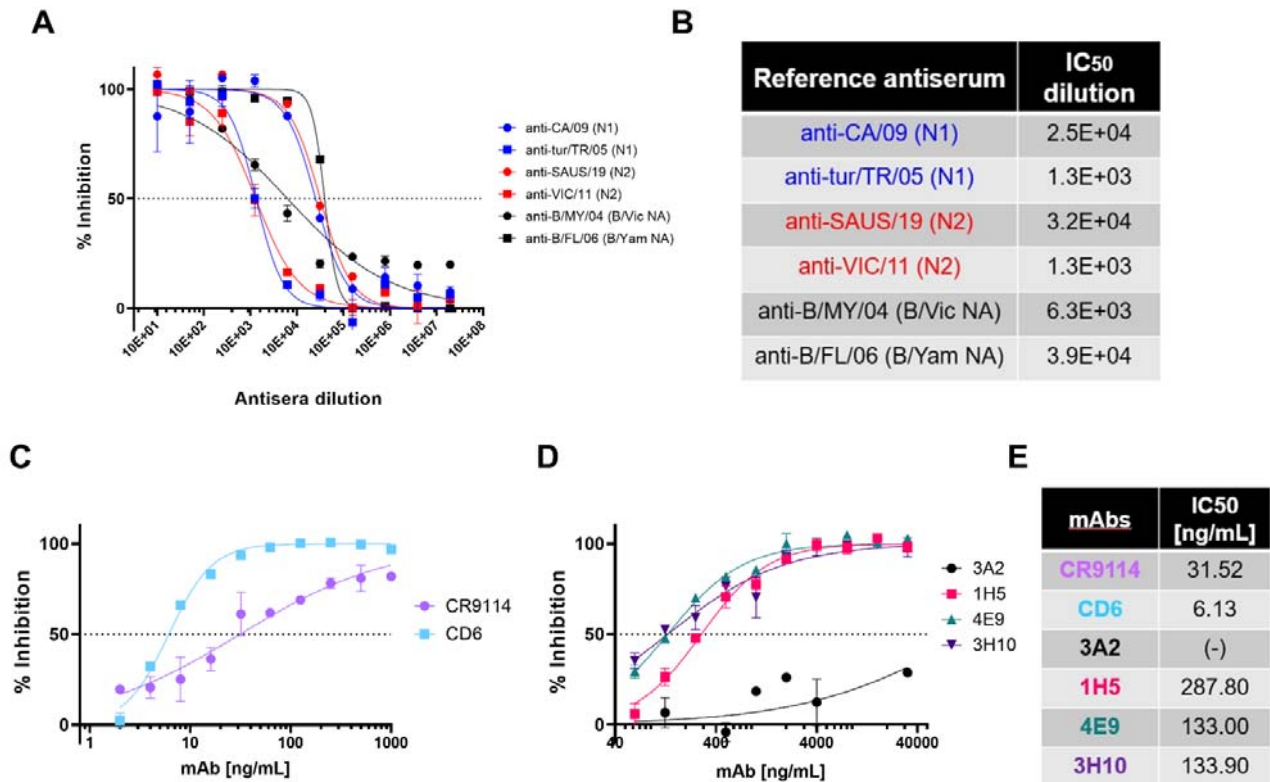 A
% Inhibition
100
50
0
10E+01
10E+02
10E+03
10E+04
10E+05
10E+06
10E+07
10E+08
Antisera dilution
anti-CA/09 (N1)
anti-tur/TR/05 (N1)
anti-SAUS/19 (N2)
anti-VIC/11 (N2)
anti-B/MY/04 (B/Vic NA)
anti-B/FL/06 (B/Yam NA)
B
Reference antiserum IC50 dilution
anti-CA/09 (N1) 2.5E+04
anti-tur/TR/05 (N1) 1.3E+03
anti-SAUS/19 (N2) 3.2E+04
anti-VIC/11 (N2) 1.3E+03
anti-B/MY/04 (B/Vic NA) 6.3E+03
anti-B/FL/06 (B/Yam NA) 3.9E+04
C
% Inhibition
100
50
0
1 10 100 1000
mAb [ng/mL]
CR9114
CD6
D
% Inhibition
100
50
0
40 400 4000 40000
mAb [ng/mL]
3A2
1H5
4E9
3H10
E
mAbs IC50 [ng/mL]
CR9114 31.52
CD6 6.13
3A2 (-)
1H5 287.80
4E9 133.00
3H10 133.90